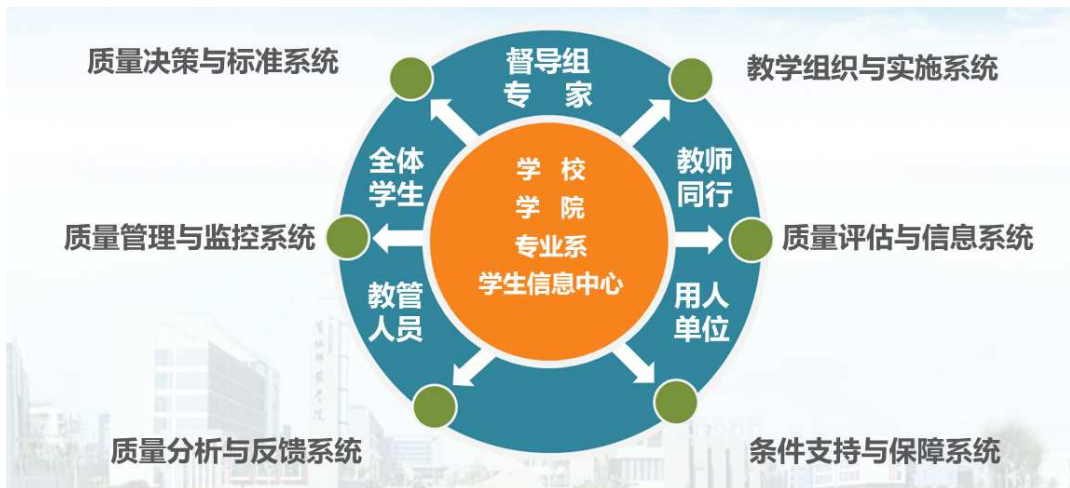 质量决策与标准系统
督导组
专 家
教学组织与实施系统
全体
学生
学 校
学 院
专业系
学生信息中心
教师
同行
质量管理与监控系统
质量评估与信息系统
教管
人员
用人
单位
质量分析与反馈系统
条件支持与保障系统